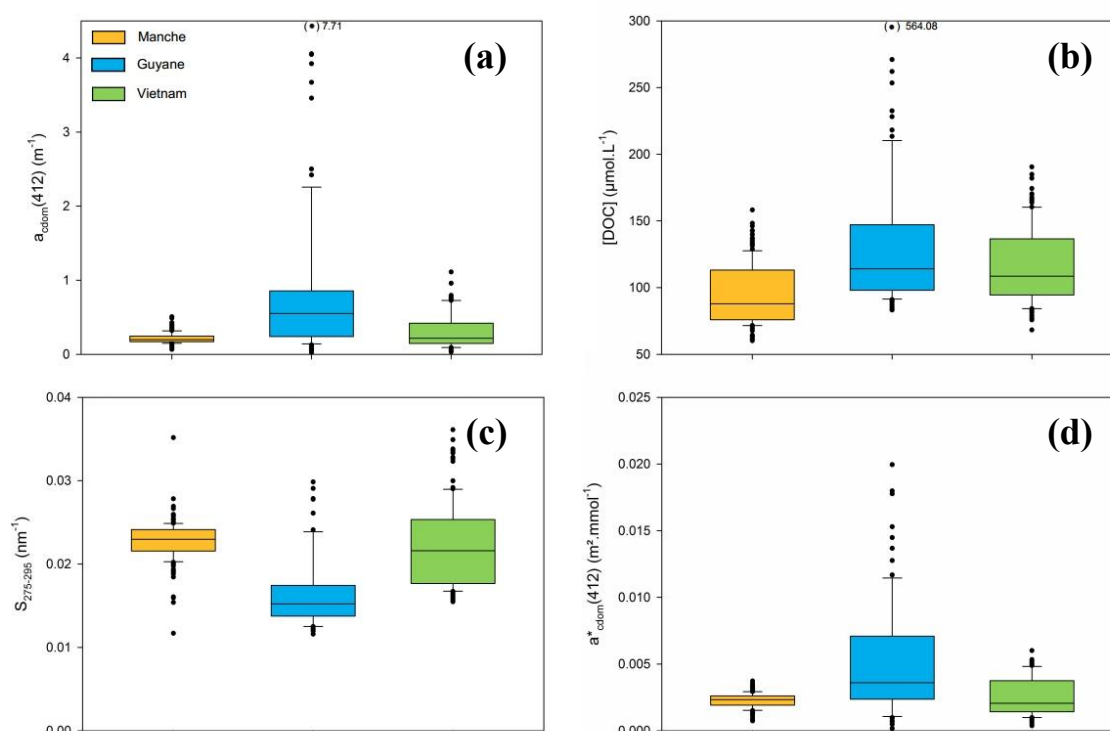 ( ) 7.71
(a)
Manche
Guyane
Vietnam
4
3
2
1
0
a_cdom(412) (m⁻¹)
( ) 564.08
(b)
300
250
200
150
100
50
[DOC] (µmol.L⁻¹)
(c)
0.04
0.03
0.02
0.01
0.00
S₂₇₅₋₂₉₅ (nm⁻¹)
(d)
0.025
0.020
0.015
0.010
0.005
0.000
a*_cdom(412) (m².mmol⁻¹)